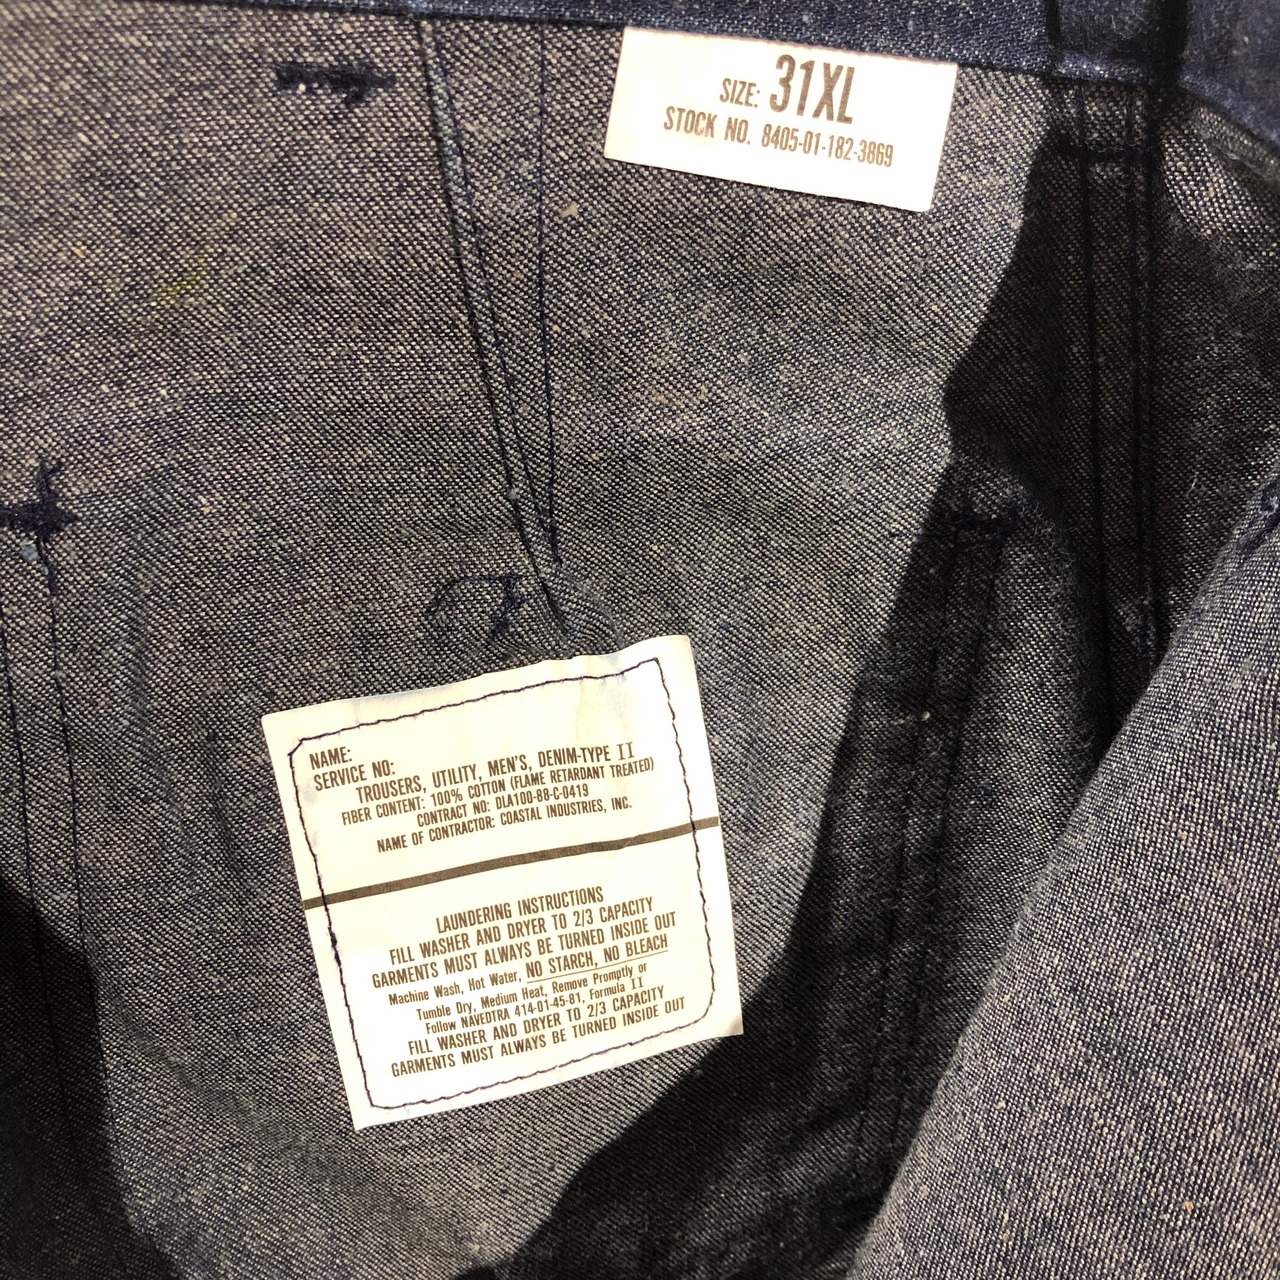 SIZE: 31XL
STOCK NO. 8405-01-182-3869
NAME:
SERVICE NO:
TROUSERS, UTILITY, MEN'S, DENIM-TYPE II
FIBER CONTENT: 100% COTTON (FLAME RETARDANT TREATED)
CONTRACT NO: DLA100-88-C-0419
NAME OF CONTRACTOR: COASTAL INDUSTRIES, INC.
LAUNDERING INSTRUCTIONS
FILL WASHER AND DRYER TO 2/3 CAPACITY
GARMENTS MUST ALWAYS BE TURNED INSIDE OUT
Machine Wash, Hot Water, NO STARCH, NO BLEACH
Tumble Dry, Medium Heat, Remove Promptly or
Follow NAVEDTRA 414-01-45-81, Formula II
FILL WASHER AND DRYER TO 2/3 CAPACITY
GARMENTS MUST ALWAYS BE TURNED INSIDE OUT